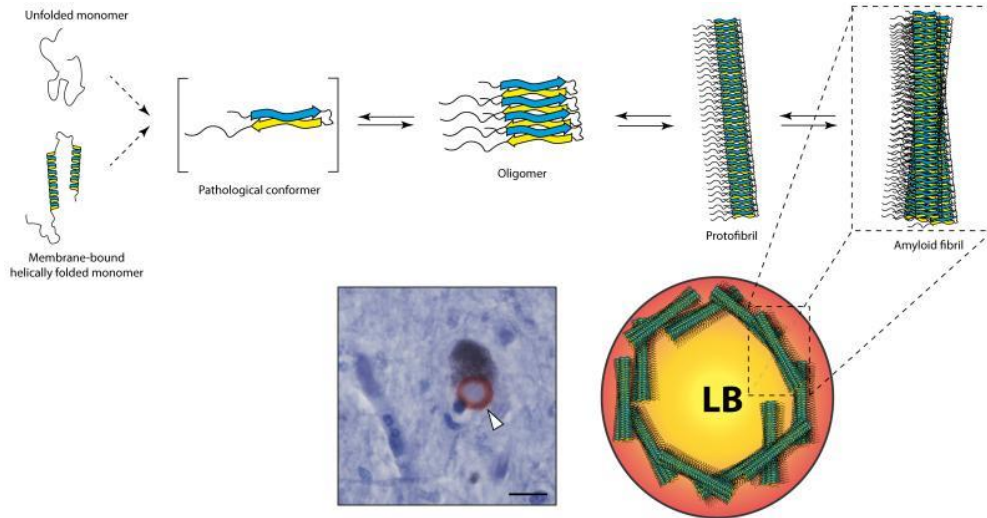 Unfolded monomer
Pathological conformer
Oligomer
Protofibril
Amyloid fibril
Membrane-bound
helically folded monomer
LB